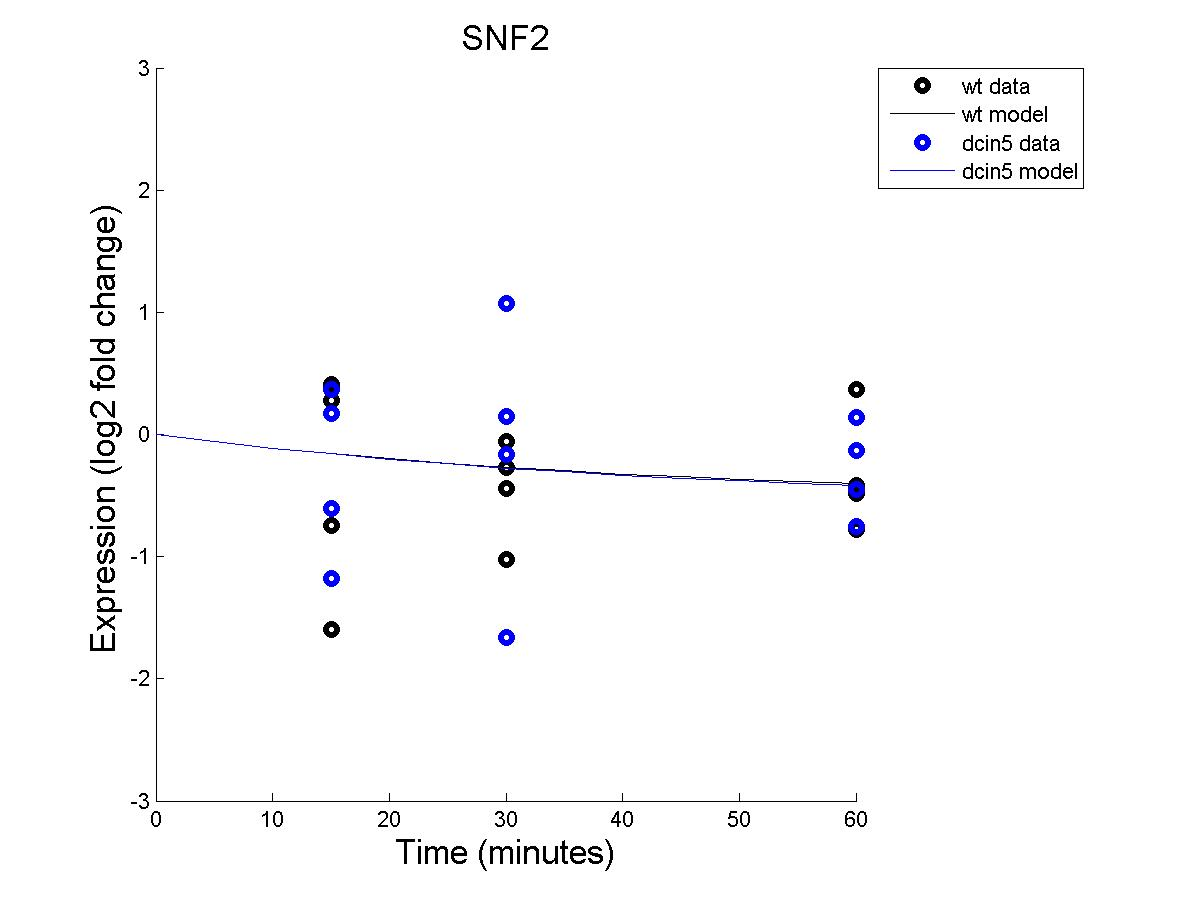 SNF2
wt data
wt model
dcin5 data
dcin5 model
Expression (log2 fold change)
3
2
1
0
-1
-2
-3
0 10 20 30 40 50 60
Time (minutes)